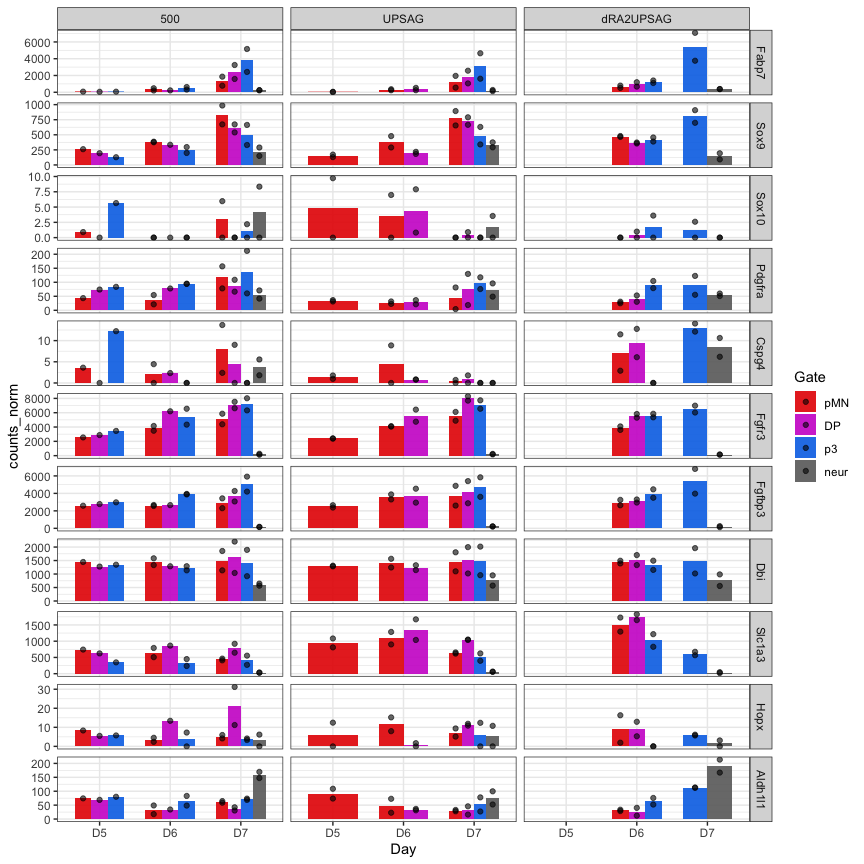 500 UPSAG dRA2UPSAG
6000
4000
2000
0
Fabp7
1000
750
500
250
0
Sox9
10.0
7.5
5.0
2.5
0.0
Sox10
200
150
100
50
0
Pdgfra
10
5
0
Cspg4
8000
6000
4000
2000
0
Fgfr3
6000
4000
2000
0
Fgfbp3
2000
1500
1000
500
0
Dbi
1500
1000
500
0
Slc1a3
30
20
10
0
Hopx
200
150
100
50
0
Aldh1l1
D5 D6 D7 D5 D6 D7 D5 D6 D7
Day
counts_norm
Gate
pMN
DP
p3
neur